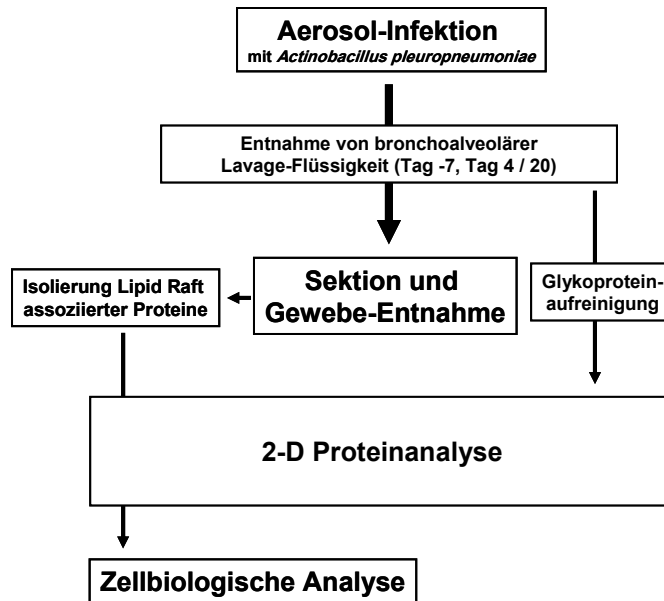 Aerosol-Infektion
mit Actinobacillus pleuropneumoniae
Entnahme von bronchoalveolärer
Lavage-Flüssigkeit (Tag -7, Tag 4 / 20)
Isolierung Lipid Raft
assoziierter Proteine
Sektion und
Gewebe-Entnahme
Glykoprotein-
aufreinigung
2-D Proteinanalyse
Zellbiologische Analyse